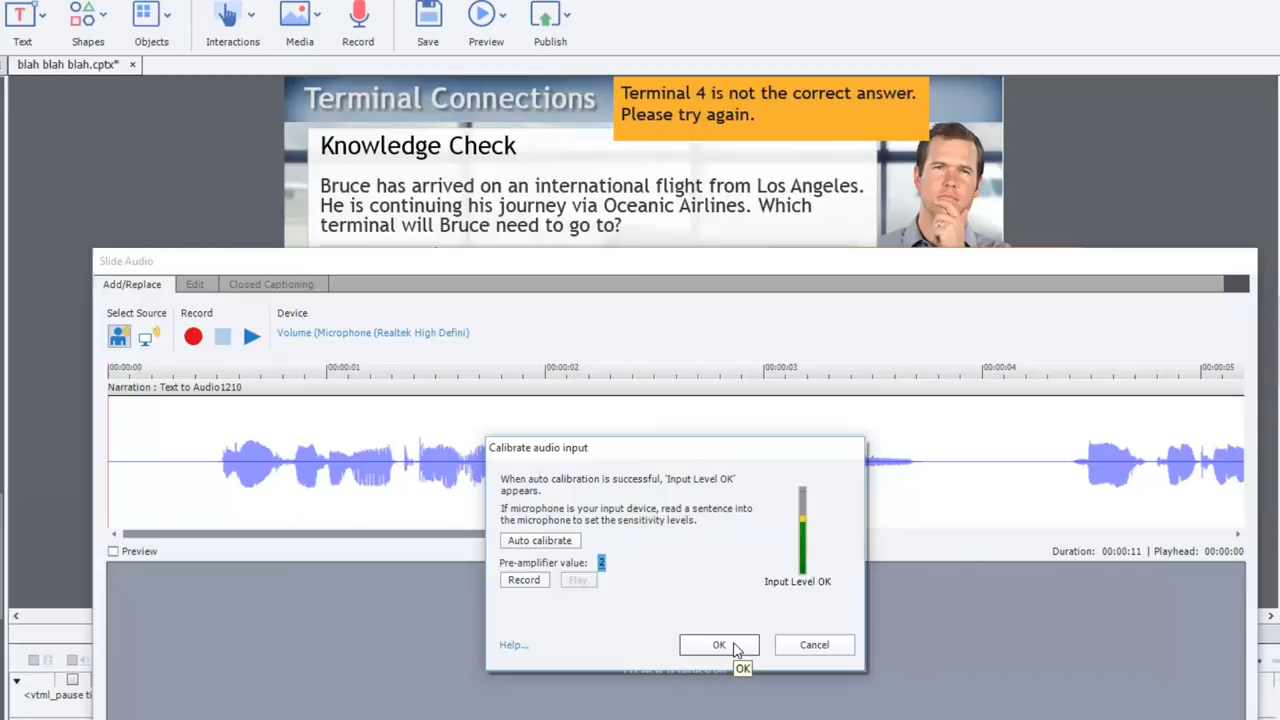 Text
Shapes
Objects
Interactions
Media
Record
Save
Preview
Publish
blah blah blah.cptx*
Terminal Connections
Terminal 4 is not the correct answer.
Please try again.
Knowledge Check
Bruce has arrived on an international flight from Los Angeles.
He is continuing his journey via Oceanic Airlines. Which
terminal will Bruce need to go to?
Slide Audio
Add/Replace
Edit
Closed Captioning
Select Source
Record
Device
Volume (Microphone (Realtek High Defini)
00:00:00
00:00:01
00:00:02
00:00:03
00:00:04
00:00:05
Narration : Text to Audio1210
Calibrate audio input
When auto calibration is successful, 'Input Level OK'
appears.
If microphone is your input device, read a sentence into
the microphone to set the sensitivity levels.
Auto calibrate
Pre-amplifier value: 2
Record
Play
Input Level OK
Help...
OK
Cancel
OK
Preview
Duration: 00:00:11 / Playhead: 00:00:00
<vtml_pause ti